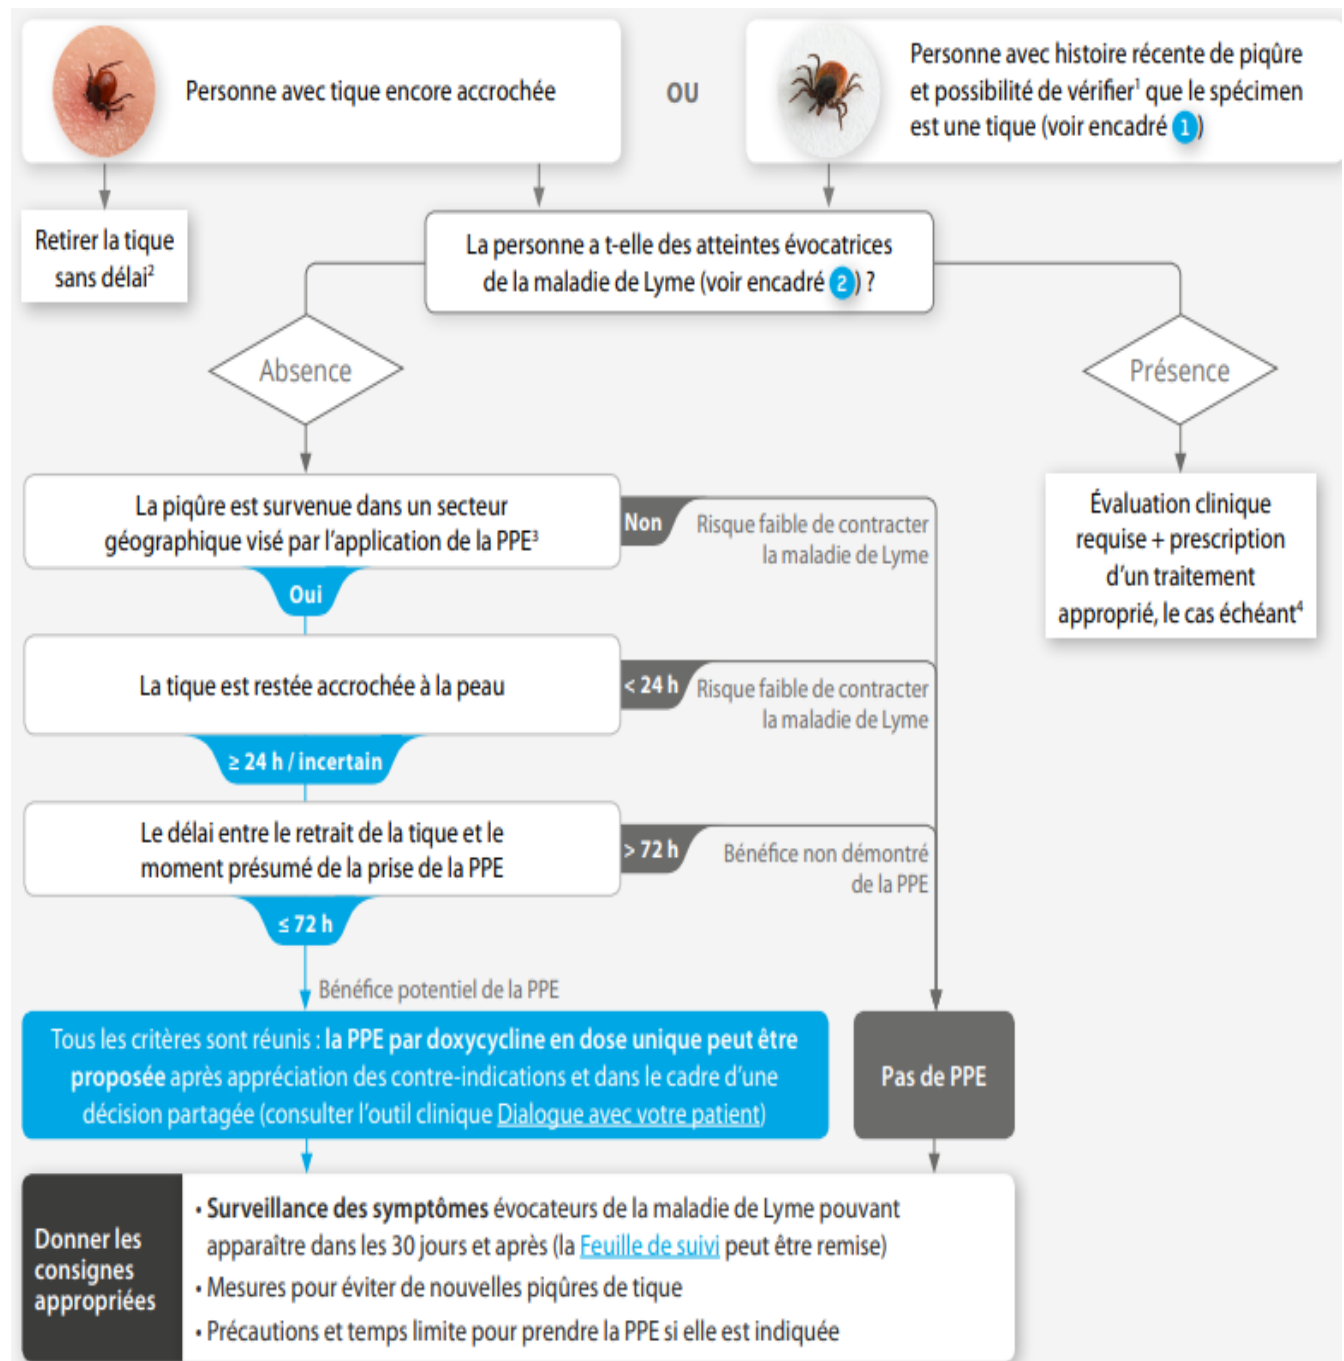 Personne avec tique encore accrochée
OU
Personne avec histoire récente de piqûre
et possibilité de vérifier¹ que le spécimen
est une tique (voir encadré 1)
Retirer la tique
sans délai²
La personne a t-elle des atteintes évocatrices
de la maladie de Lyme (voir encadré 2) ?
Absence
Présence
La piqûre est survenue dans un secteur
géographique visé par l'application de la PPE³
Non
Risque faible de contracter
la maladie de Lyme
Oui
Évaluation clinique
requise + prescription
d'un traitement
approprié, le cas échéant⁴
La tique est restée accrochée à la peau
< 24 h
Risque faible de contracter
la maladie de Lyme
≥ 24 h / incertain
Le délai entre le retrait de la tique et le
moment présumé de la prise de la PPE
> 72 h
Bénéfice non démontré
de la PPE
≤ 72 h
Bénéfice potentiel de la PPE
Tous les critères sont réunis : la PPE par doxycycline en dose unique peut être
proposée après appréciation des contre-indications et dans le cadre d'une
décision partagée (consulter l'outil clinique Dialogue avec votre patient)
Pas de PPE
Donner les
consignes
appropriées
• Surveillance des symptômes évocateurs de la maladie de Lyme pouvant
apparaître dans les 30 jours et après (la Feuille de suivi peut être remise)
• Mesures pour éviter de nouvelles piqûres de tique
• Précautions et temps limite pour prendre la PPE si elle est indiquée